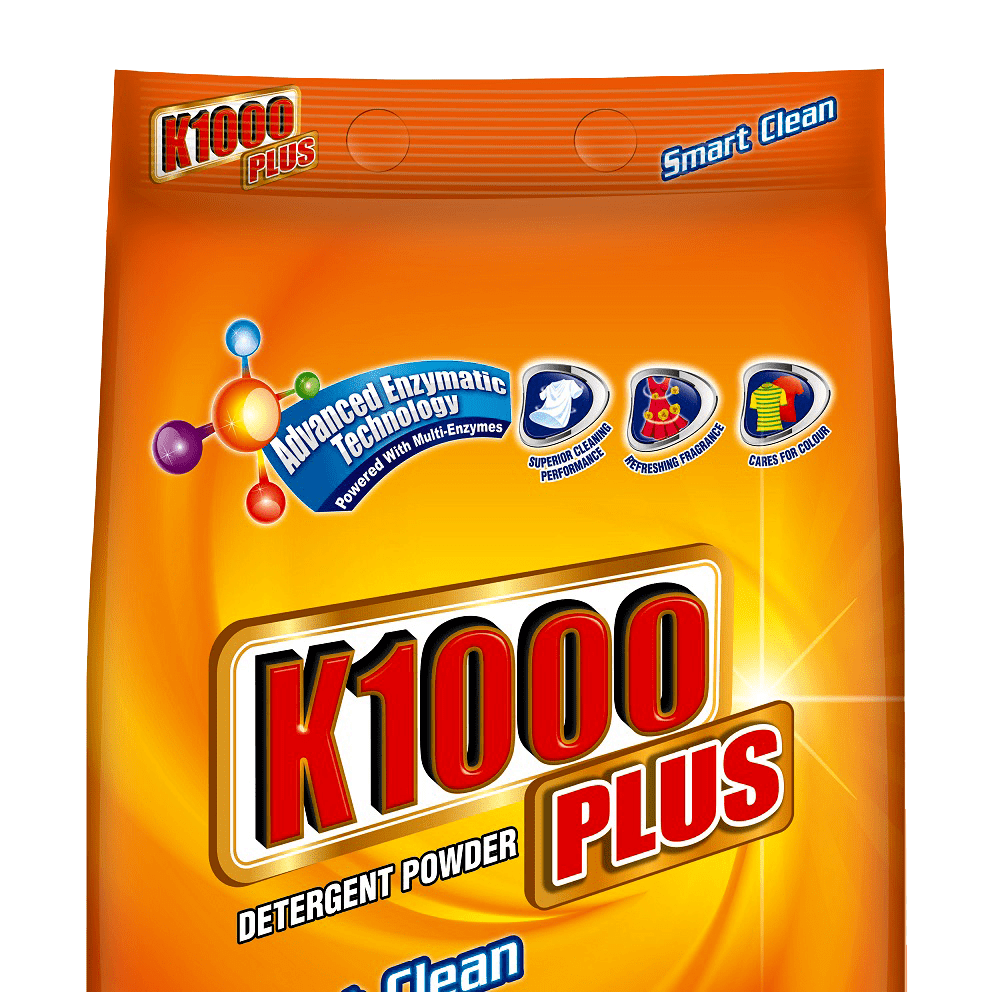 K1000
PLUS
Smart Clean
Advanced Enzymatic
Technology
Powered With Multi-Enzymes
SUPERIOR CLEANING
PERFORMANCE
REFRESHING FRAGRANCE
CARES FOR COLOUR
K1000
PLUS
DETERGENT POWDER
Clean